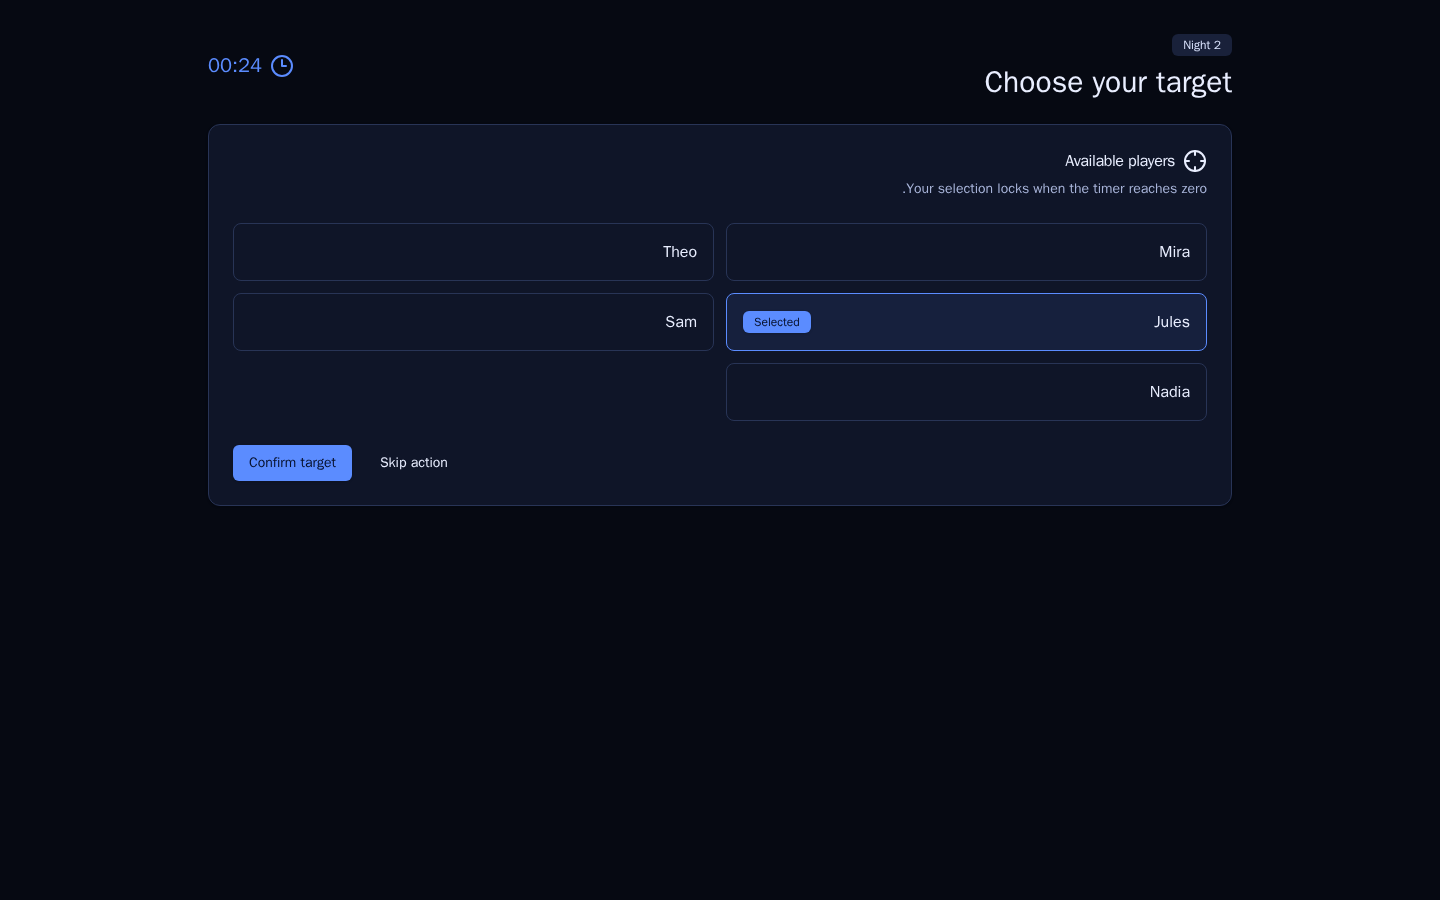 Night 2
Choose your target
00:24
Available players
.Your selection locks when the timer reaches zero
Mira
Theo
Jules
Selected
Sam
Nadia
Confirm target
Skip action